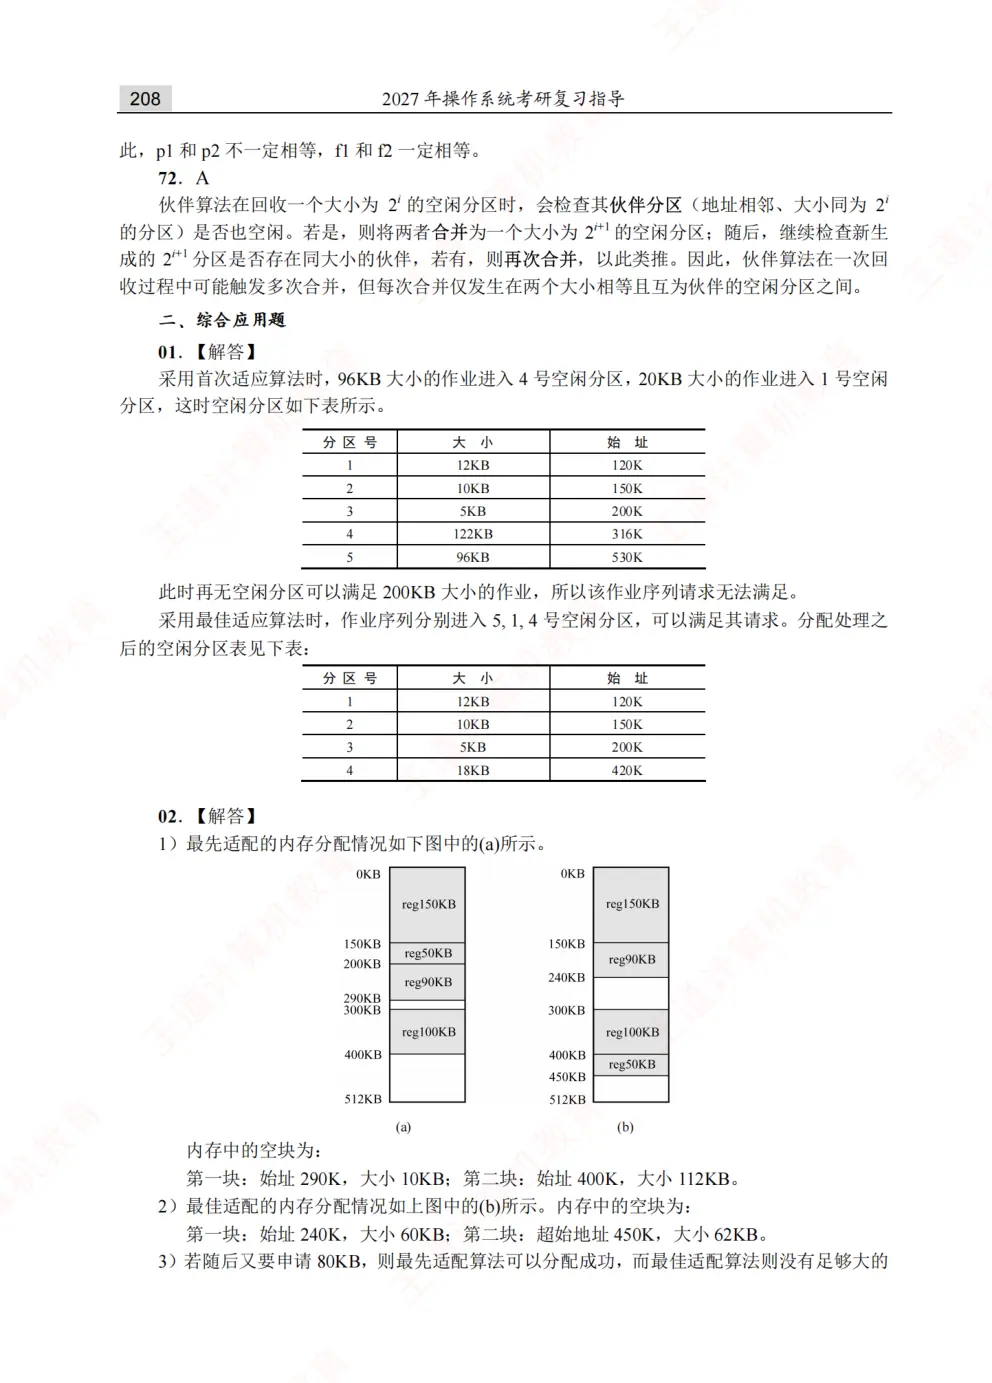 208
2027 年操作系统考研复习指导
此，p1 和 p2 不一定相等，f1 和 f2 一定相等。
72．A
伙伴算法在回收一个大小为 2^i 的空闲分区时，会检查其伙伴分区（地址相邻、大小同为 2^i
的分区）是否也空闲。若是，则将两者合并为一个大小为 2^{i+1} 的空闲分区；随后，继续检查新生
成的 2^{i+1} 分区是否存在同大小的伙伴，若有，则再次合并，以此类推。因此，伙伴算法在一次回
收过程中可能触发多次合并，但每次合并仅发生在两个大小相等且互为伙伴的空闲分区之间。
二、综合应用题
01．【解答】
采用首次适应算法时，96KB 大小的作业进入 4 号空闲分区，20KB 大小的作业进入 1 号空闲
分区，这时空闲分区如下表所示。
分 区 号 大 小 始 址
1 12KB 120K
2 10KB 150K
3 5KB 200K
4 122KB 316K
5 96KB 530K
此时再无空闲分区可以满足 200KB 大小的作业，所以该作业序列请求无法满足。
采用最佳适应算法时，作业序列分别进入 5, 1, 4 号空闲分区，可以满足其请求。分配处理之
后的空闲分区表见下表：
分 区 号 大 小 始 址
1 12KB 120K
2 10KB 150K
3 5KB 200K
4 18KB 420K
02．【解答】
1）最先适配的内存分配情况如下图中的(a)所示。
0KB
reg150KB
150KB
reg50KB
200KB
reg90KB
290KB
300KB
reg100KB
400KB
512KB
(a)
0KB
reg150KB
150KB
reg90KB
240KB
300KB
reg100KB
400KB
reg50KB
450KB
512KB
(b)
内存中的空块为：
第一块：始址 290K，大小 10KB；第二块：始址 400K，大小 112KB。
2）最佳适配的内存分配情况如上图中的(b)所示。内存中的空块为：
第一块：始址 240K，大小 60KB；第二块：超始地址 450K，大小 62KB。
3）若随后又要申请 80KB，则最先适配算法可以分配成功，而最佳适配算法则没有足够大的
王道计算机教育